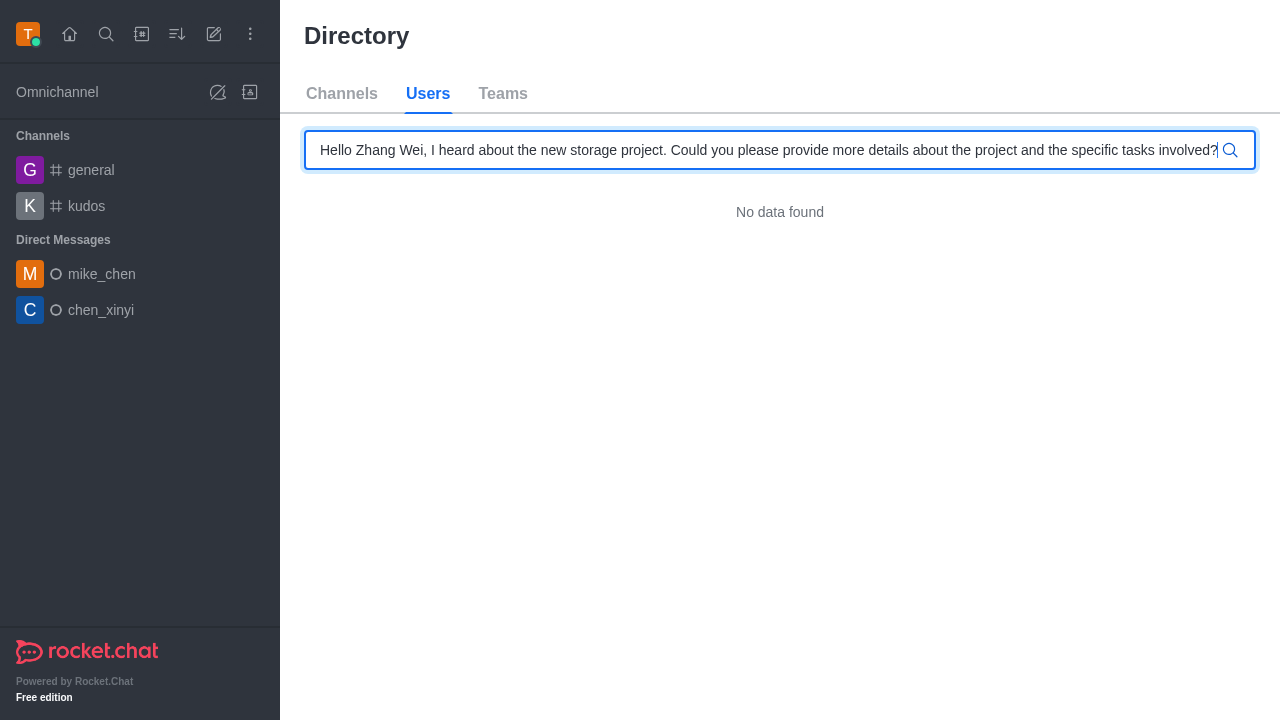 T
Directory
Channels
Users
Teams
Omnichannel
Channels
G
general
K
kudos
Direct Messages
M
mike_chen
C
chen_xinyi
Hello Zhang Wei, I heard about the new storage project. Could you please provide more details about the project and the specific tasks involved?
No data found
rocket.chat
Powered by Rocket.Chat
Free edition